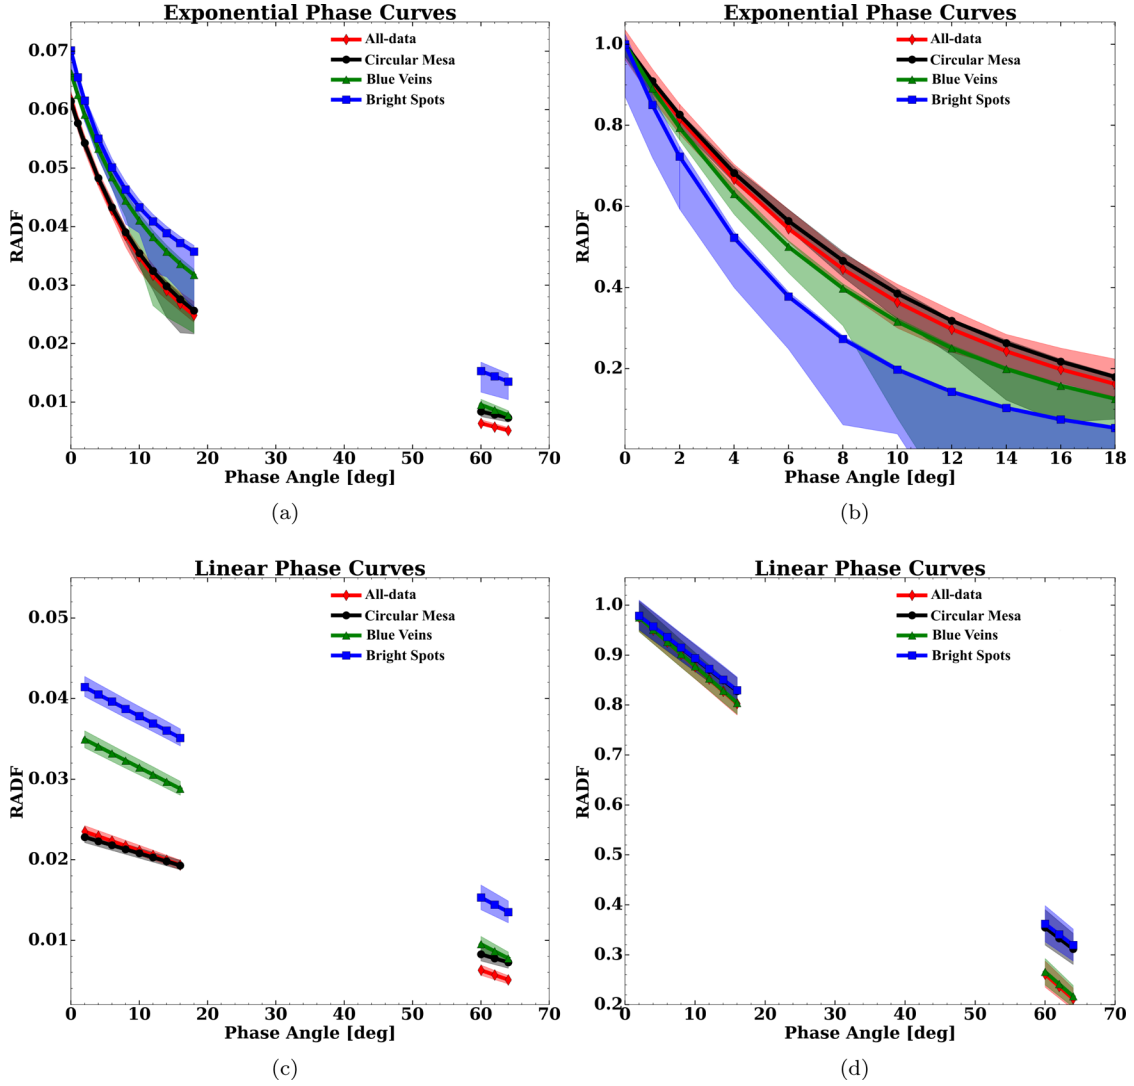 Exponential Phase Curves
All-data
Circular Mesa
Blue Veins
Bright Spots
RADF
0.07
0.06
0.05
0.04
0.03
0.02
0.01
0 10 20 30 40 50 60 70
Phase Angle [deg]
(a)
Exponential Phase Curves
All-data
Circular Mesa
Blue Veins
Bright Spots
RADF
1.0
0.8
0.6
0.4
0.2
0 2 4 6 8 10 12 14 16 18
Phase Angle [deg]
(b)
Linear Phase Curves
All-data
Circular Mesa
Blue Veins
Bright Spots
RADF
0.05
0.04
0.03
0.02
0.01
0 10 20 30 40 50 60 70
Phase Angle [deg]
(c)
Linear Phase Curves
All-data
Circular Mesa
Blue Veins
Bright Spots
RADF
1.0
0.9
0.8
0.7
0.6
0.5
0.4
0.3
0.2
0 10 20 30 40 50 60 70
Phase Angle [deg]
(d)